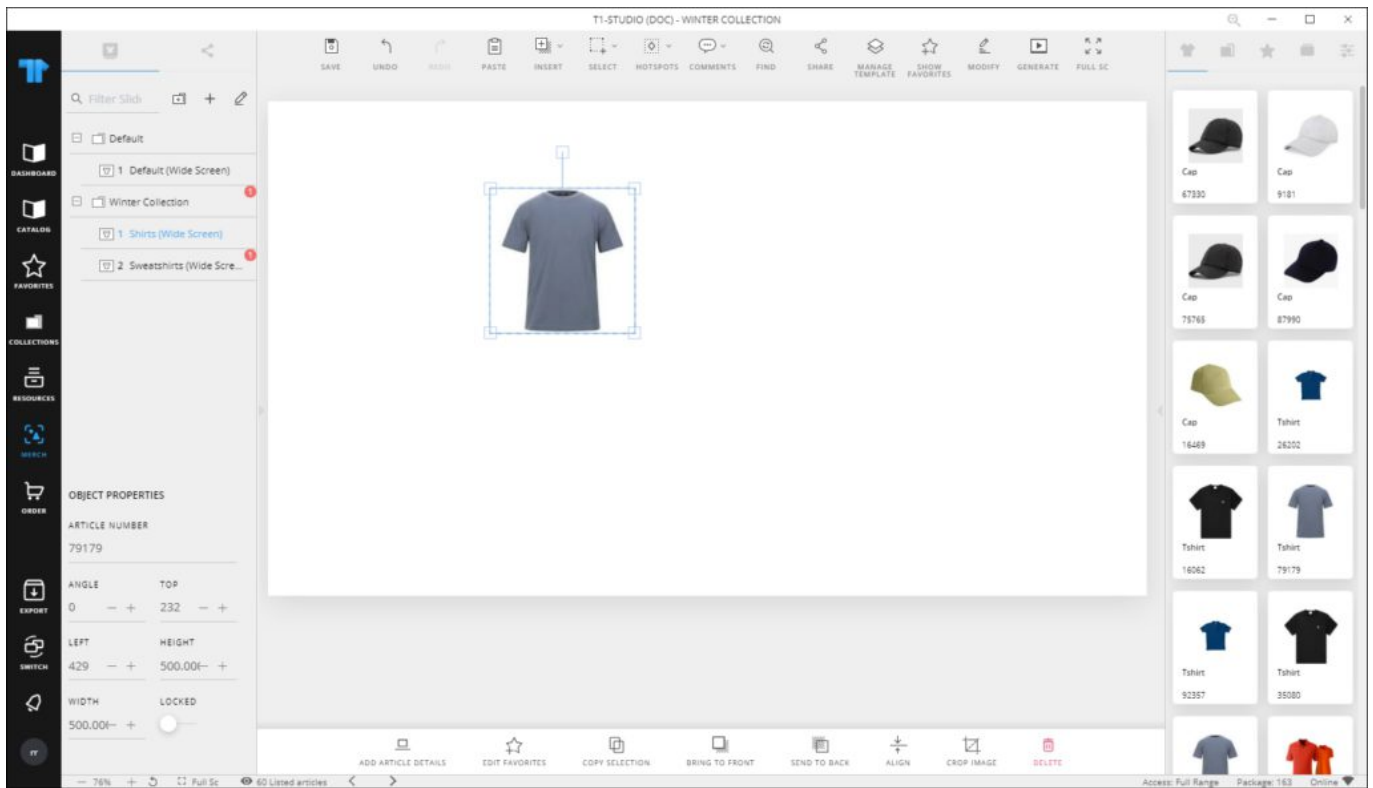 T1-STUDIO (DOC) - WINTER COLLECTION
SAVE
UNDO
REDO
PASTE
INSERT
SELECT
HOTSPOTS
COMMENTS
FIND
SHARE
MANAGE TEMPLATE
SHOW FAVORITES
MODIFY
GENERATE
FULL SC
DASHBOARD
CATALOG
FAVORITES
COLLECTIONS
RESOURCES
MERCH
ORDER
EXPORT
SWITCH
Filter Slid
Default
1 Default (Wide Screen)
1
Winter Collection
1 Shirts (Wide Screen)
1
2 Sweatshirts (Wide Scre...
OBJECT PROPERTIES
ARTICLE NUMBER
79179
ANGLE TOP
0 — + 232 — +
LEFT HEIGHT
429 — + 500.00(— +
WIDTH LOCKED
500.00(— +
Cap
67330
Cap
9181
Cap
75765
Cap
87990
Cap
16469
Tshirt
26202
Tshirt
16062
Tshirt
79179
Tshirt
92357
Tshirt
35080
ADD ARTICLE DETAILS
EDIT FAVORITES
COPY SELECTION
BRING TO FRONT
SEND TO BACK
ALIGN
CROP IMAGE
DELETE
— 76% + Full Sc 60 Listed articles < >
Access: Full Range Package: 163 Online